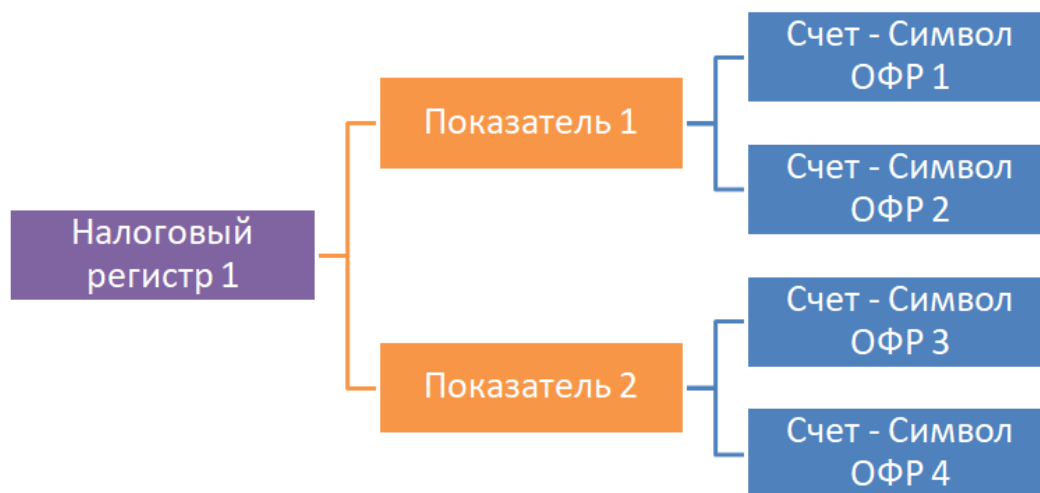 Налоговый
регистр 1
Показатель 1
Счет - Символ
ОФР 1
Счет - Символ
ОФР 2
Показатель 2
Счет - Символ
ОФР 3
Счет - Символ
ОФР 4